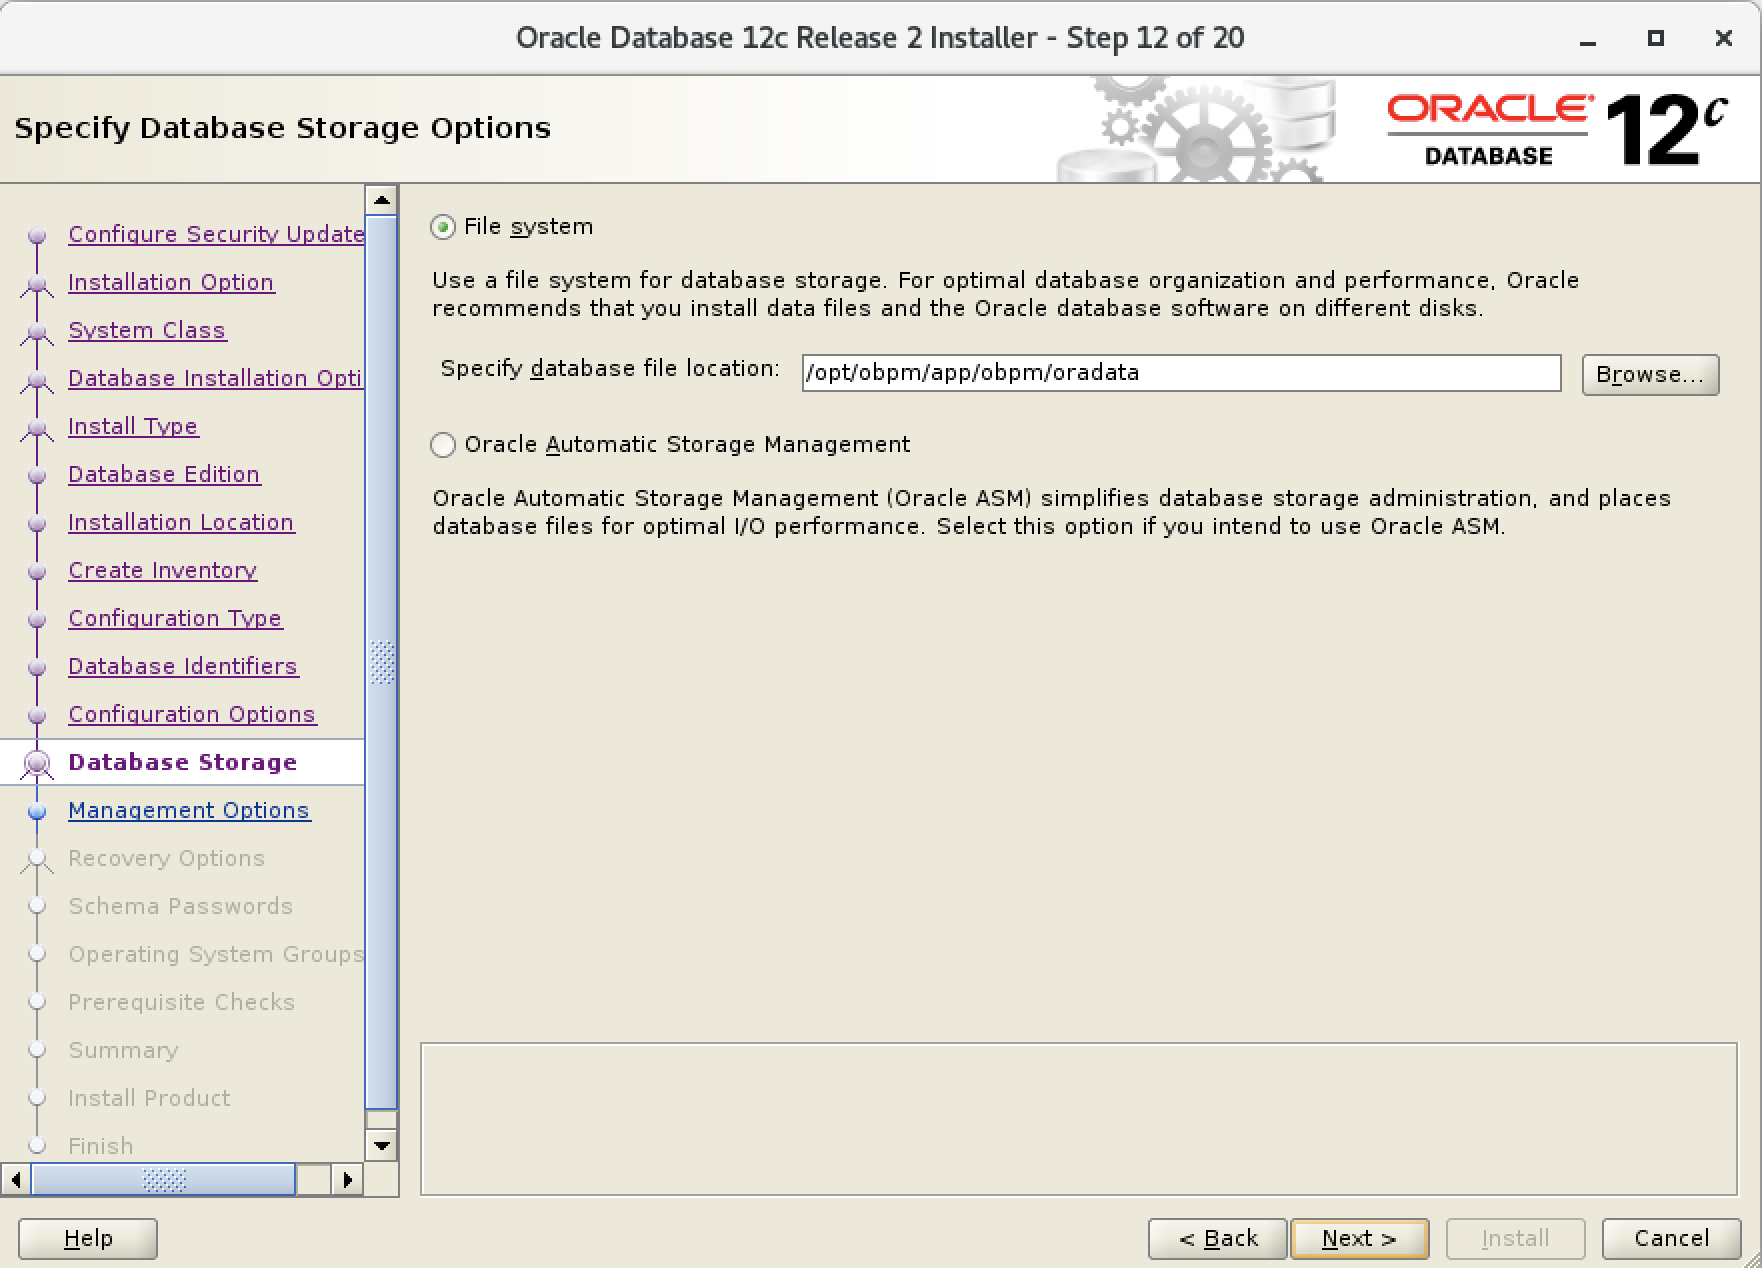 Oracle Database 12c Release 2 Installer - Step 12 of 20
Specify Database Storage Options
ORACLE
DATABASE
12c
Configure Security Update
Installation Option
System Class
Database Installation Opti
Install Type
Database Edition
Installation Location
Create Inventory
Configuration Type
Database Identifiers
Configuration Options
Database Storage
Management Options
Recovery Options
Schema Passwords
Operating System Groups
Prerequisite Checks
Summary
Install Product
Finish
File system
Use a file system for database storage. For optimal database organization and performance, Oracle
recommends that you install data files and the Oracle database software on different disks.
Specify database file location: /opt/obpm/app/obpm/oradata Browse...
Oracle Automatic Storage Management
Oracle Automatic Storage Management (Oracle ASM) simplifies database storage administration, and places
database files for optimal I/O performance. Select this option if you intend to use Oracle ASM.
Help < Back Next > Install Cancel